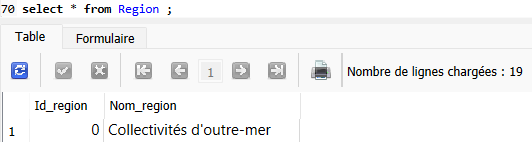 70 select * from Region ;
Table Formulaire
1 Nombre de lignes chargées : 19
Id_region Nom_region
1 0 Collectivités d'outre-mer